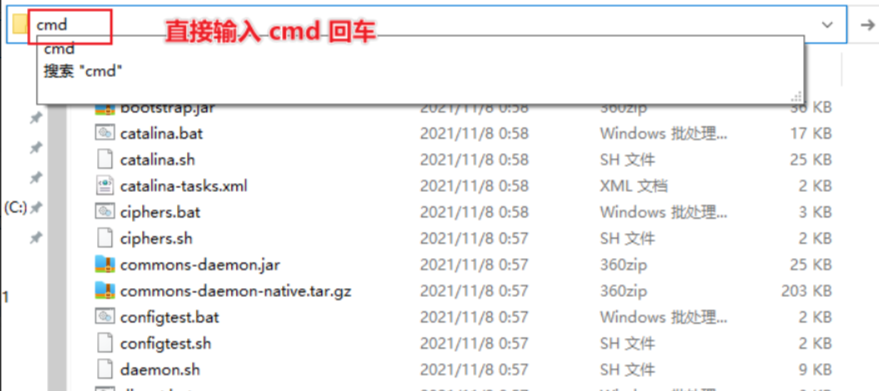 cmd 直接输入 cmd 回车
cmd
搜索 "cmd"
bootstrap.jar 2021/11/8 0:58 360zip 36 KB
catalina.bat 2021/11/8 0:58 Windows 批处理... 17 KB
catalina.sh 2021/11/8 0:58 SH 文件 25 KB
catalina-tasks.xml 2021/11/8 0:58 XML 文档 2 KB
(C:) ciphers.bat 2021/11/8 0:58 Windows 批处理... 3 KB
ciphers.sh 2021/11/8 0:57 SH 文件 2 KB
commons-daemon.jar 2021/11/8 0:57 360zip 25 KB
1 commons-daemon-native.tar.gz 2021/11/8 0:57 360zip 203 KB
configtest.bat 2021/11/8 0:57 Windows 批处理... 2 KB
configtest.sh 2021/11/8 0:57 SH 文件 2 KB
daemon.sh 2021/11/8 0:57 SH 文件 9 KB